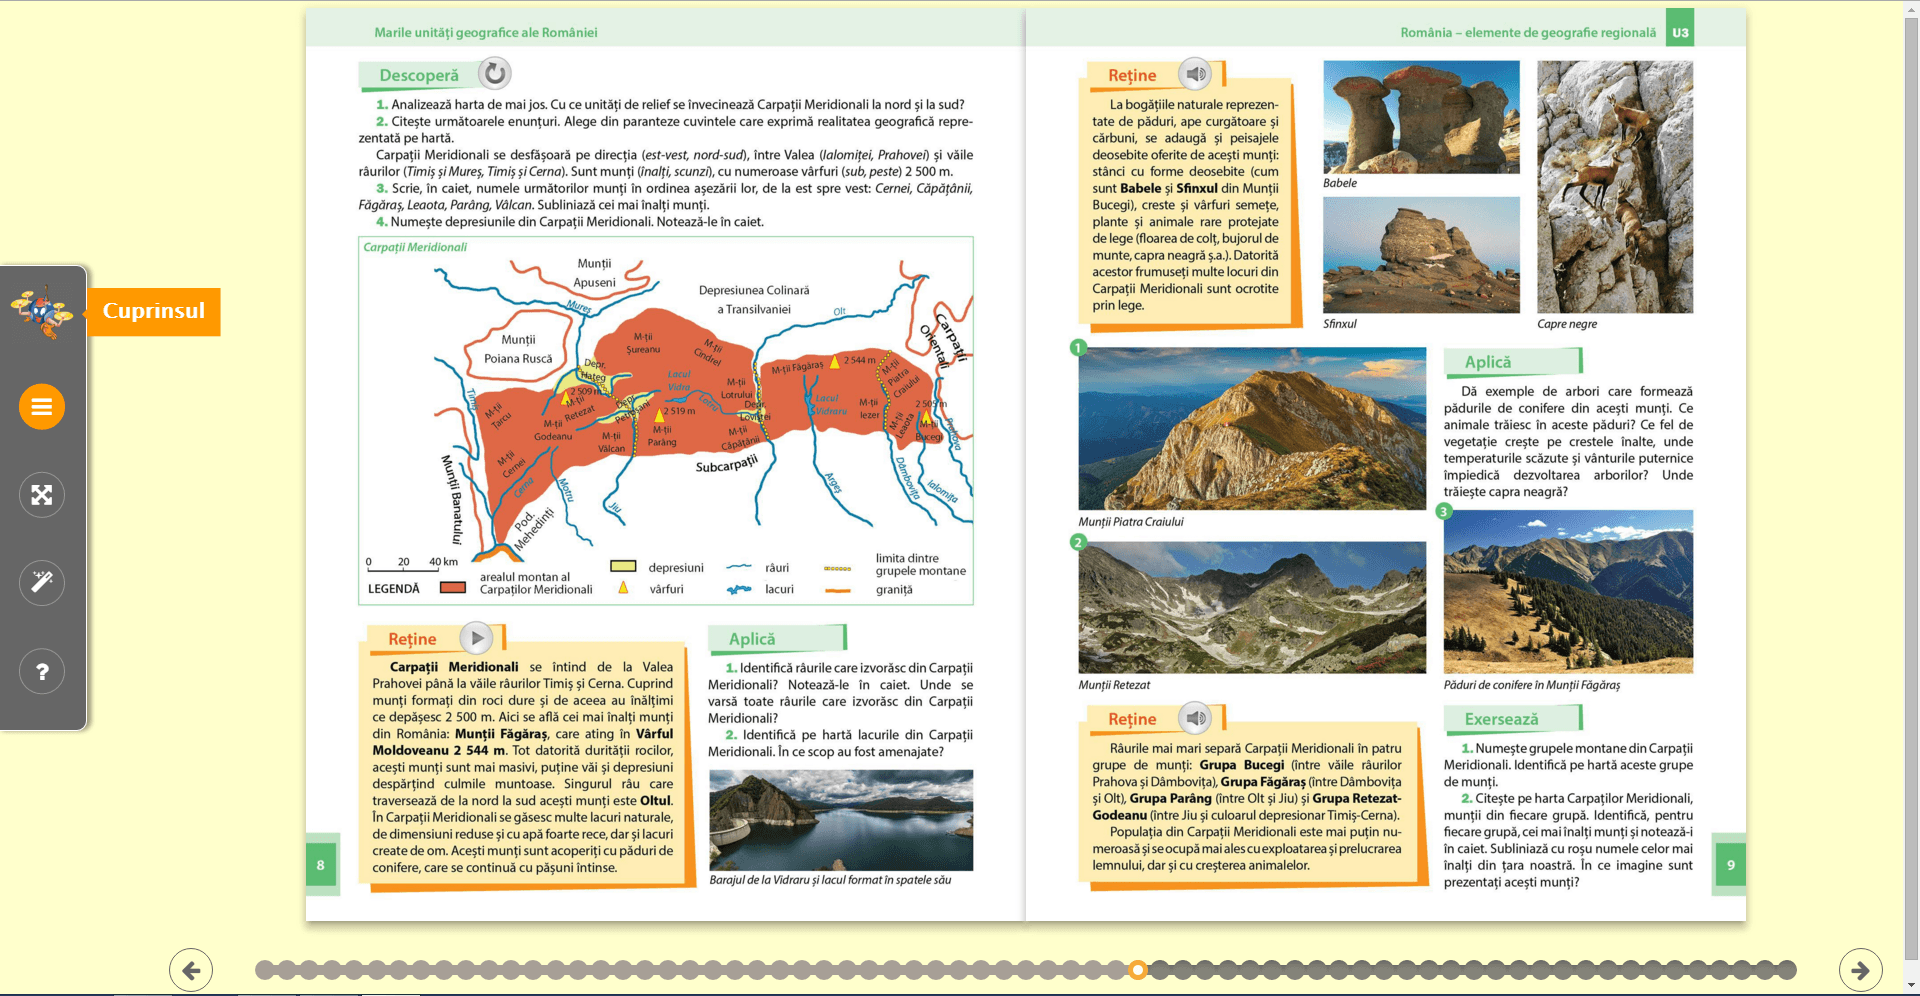 Marile unități geografice ale României
Descoperă
1. Analizează harta de mai jos. Cu ce unități de relief se învecinează Carpații Meridionali la nord și la sud?
2. Citește următoarele enunțuri. Alege din paranteze cuvintele care exprimă realitatea geografică repre-
zentată pe hartă.
Carpații Meridionali se desfășoară pe direcția (est-vest, nord-sud), între Valea (Ialomiței, Prahovei) și văile
râurilor (Timiș și Mureș, Timiș și Cerna). Sunt munți (înalți, scunzi), cu numeroase vârfuri (sub, peste) 2 500 m.
3. Scrie, în caiet, numele următorilor munți în ordinea așezării lor, de la est spre vest: Cernei, Căpățânii,
Făgăraș, Leaota, Parâng, Vâlcan. Subliniază cei mai înalți munți.
4. Numește depresiunile din Carpații Meridionali. Notează-le în caiet.
Carpații Meridionali
Munții
Apuseni
Depresiunea Colinară
a Transilvaniei
Mureș
Olt
Carpații
Orientali
Munții
Poiana Ruscă
M-ții
Șureanu
M-ții
Cindrel
Depr.
Hațeg
M-ții Făgăraș
2 544 m
M-ții
Piatra
Craiului
Lacul
Vidra
Timiș
2 509 m
M-ții
Retezat
Depr.
Petroșani
M-ții
Lotrului
Lotru
Depr.
Loviștei
Lacul
Vidraru
M-ții
Iezer
M-ții
Leaota
2 505 m
M-ții
Bucegi
Prahova
M-ții
Țarcu
M-ții
Godeanu
2 519 m
M-ții
Parâng
M-ții
Vâlcan
M-ții
Căpățânii
M-ții
Cernei
Subcarpații
Munții Banatului
Cerna
Motru
Jiu
Argeș
Dâmbovița
Ialomița
Pod.
Mehedinți
0 20 40 km
LEGENDĂ
arealul montan al
Carpaților Meridionali
depresiuni
vârfuri
râuri
lacuri
limita dintre
grupele montane
graniță
Reține
Carpații Meridionali se întind de la Valea
Prahovei până la văile râurilor Timiș și Cerna. Cuprind
munți formați din roci dure și de aceea au înălțimi
ce depășesc 2 500 m. Aici se află cei mai înalți munți
din România: Munții Făgăraș, care ating în Vârful
Moldoveanu 2 544 m. Tot datorită durității rocilor,
acești munți sunt mai masivi, puține văi și depresiuni
despărțind culmile muntoase. Singurul râu care
traversează de la nord la sud acești munți este Oltul.
În Carpații Meridionali se găsesc multe lacuri naturale,
de dimensiuni reduse și cu apă foarte rece, dar și lacuri
create de om. Acești munți sunt acoperiți cu păduri de
conifere, care se continuă cu pășuni întinse.
Aplică
1. Identifică râurile care izvorăsc din Carpații
Meridionali? Notează-le în caiet. Unde se
varsă toate râurile care izvorăsc din Carpații
Meridionali?
2. Identifică pe hartă lacurile din Carpații
Meridionali. În ce scop au fost amenajate?
Barajul de la Vidraru și lacul format în spatele său
8
România – elemente de geografie regională
U3
Reține
La bogățiile naturale reprezen-
tate de păduri, ape curgătoare și
cărbuni, se adaugă și peisajele
deosebite oferite de acești munți:
stânci cu forme deosebite (cum
sunt Babele și Sfinxul din Munții
Bucegi), creste și vârfuri semețe,
plante și animale rare protejate
de lege (floarea de colț, bujorul de
munte, capra neagră ș.a.). Datorită
acestor frumuseți multe locuri din
Carpații Meridionali sunt ocrotite
prin lege.
Babele
Sfinxul
Capre negre
1
Munții Piatra Craiului
2
Munții Retezat
Aplică
Dă exemple de arbori care formează
pădurile de conifere din acești munți. Ce
animale trăiesc în aceste păduri? Ce fel de
vegetație crește pe crestele înalte, unde
temperaturile scăzute și vânturile puternice
împiedică dezvoltarea arborilor? Unde
trăiește capra neagră?
3
Păduri de conifere în Munții Făgăraș
Reține
Râurile mai mari separă Carpații Meridionali în patru
grupe de munți: Grupa Bucegi (între văile râurilor
Prahova și Dâmbovița), Grupa Făgăraș (între Dâmbovița
și Olt), Grupa Parâng (între Olt și Jiu) și Grupa Retezat-
Godeanu (între Jiu și culoarul depresionar Timiș-Cerna).
Populația din Carpații Meridionali este mai puțin nu-
meroasă și se ocupă mai ales cu exploatarea și prelucrarea
lemnului, dar și cu creșterea animalelor.
Exersează
1. Numește grupele montane din Carpații
Meridionali. Identifică pe hartă aceste grupe
de munți.
2. Citește pe harta Carpaților Meridionali,
munții din fiecare grupă. Identifică, pentru
fiecare grupă, cei mai înalți munți și notează-i
în caiet. Subliniază cu roșu numele celor mai
înalți din țara noastră. În ce imagine sunt
prezentați acești munți?
9
Cuprinsul
?